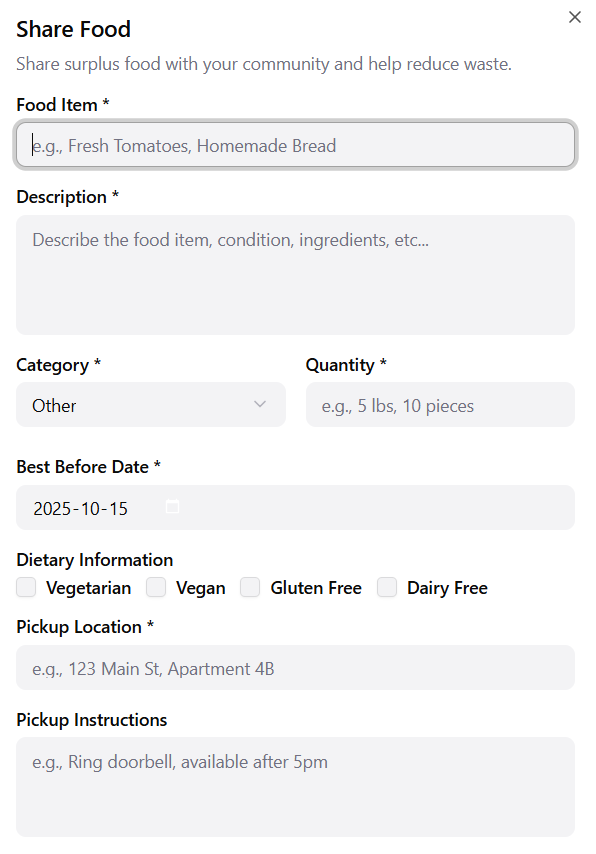 Share Food
Share surplus food with your community and help reduce waste.
Food Item *
e.g., Fresh Tomatoes, Homemade Bread
Description *
Describe the food item, condition, ingredients, etc...
Category * Quantity *
Other e.g., 5 lbs, 10 pieces
Best Before Date *
2025-10-15
Dietary Information
Vegetarian Vegan Gluten Free Dairy Free
Pickup Location *
e.g., 123 Main St, Apartment 4B
Pickup Instructions
e.g., Ring doorbell, available after 5pm